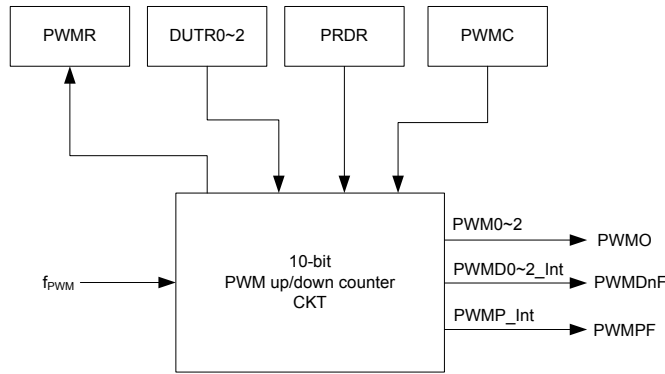 PWMR
DUTR0~2
PRDR
PWMC
PWM0~2
PWMO
10-bit
PWM up/down counter
CKT
fPWM
PWMD0~2_Int
PWMDnF
PWMP_Int
PWMPF